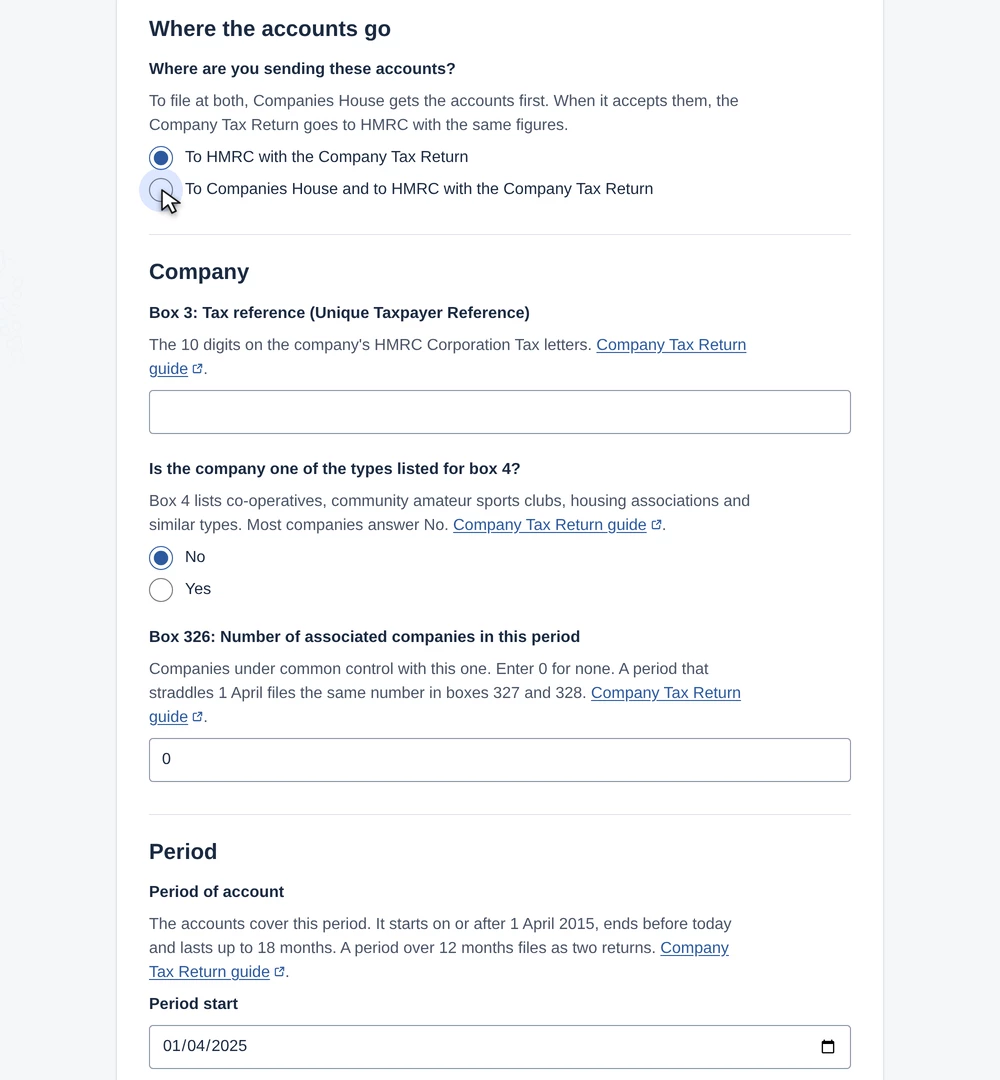 Where the accounts go
Where are you sending these accounts?
To file at both, Companies House gets the accounts first. When it accepts them, the
Company Tax Return goes to HMRC with the same figures.
To HMRC with the Company Tax Return
To Companies House and to HMRC with the Company Tax Return
Company
Box 3: Tax reference (Unique Taxpayer Reference)
The 10 digits on the company's HMRC Corporation Tax letters. Company Tax Return
guide.
Is the company one of the types listed for box 4?
Box 4 lists co-operatives, community amateur sports clubs, housing associations and
similar types. Most companies answer No. Company Tax Return guide.
No
Yes
Box 326: Number of associated companies in this period
Companies under common control with this one. Enter 0 for none. A period that
straddles 1 April files the same number in boxes 327 and 328. Company Tax Return
guide.
0
Period
Period of account
The accounts cover this period. It starts on or after 1 April 2015, ends before today
and lasts up to 18 months. A period over 12 months files as two returns. Company
Tax Return guide.
Period start
01/04/2025